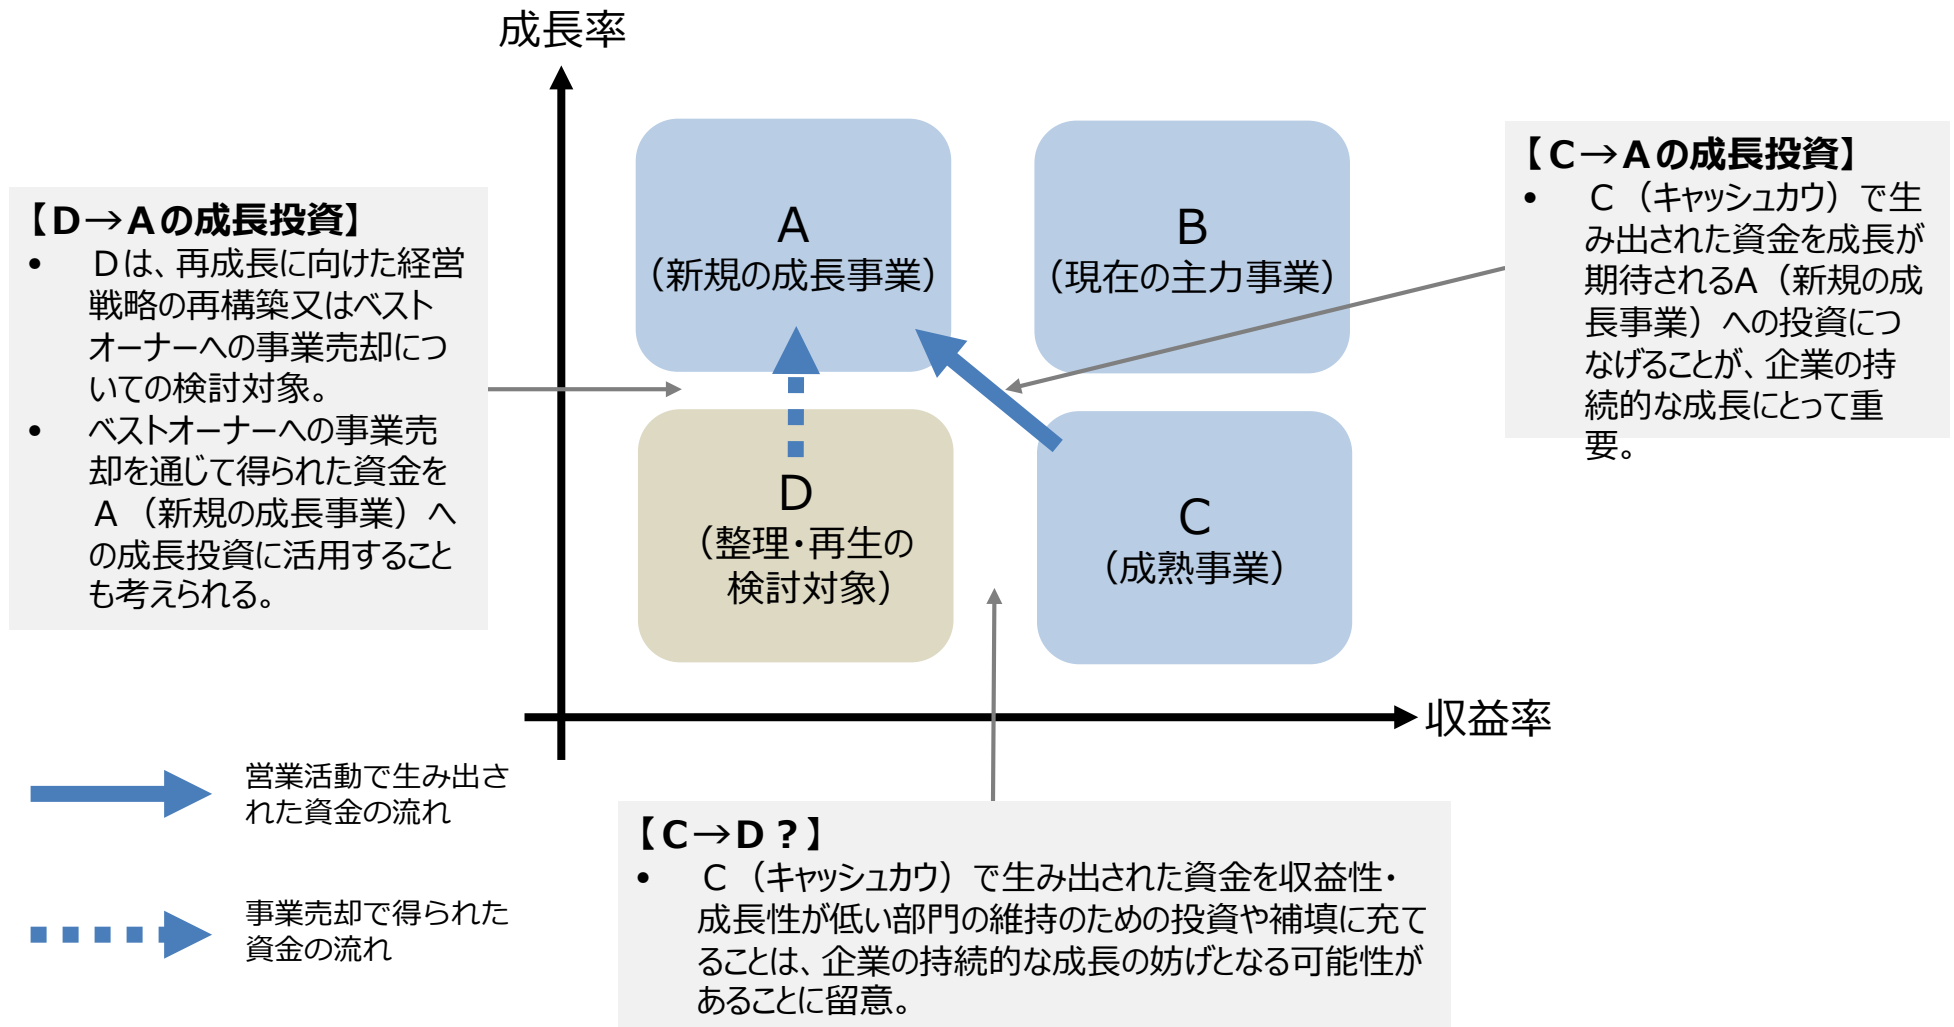 成長率
A
（新規の成長事業）
B
（現在の主力事業）
【C→Aの成長投資】
• C（キャッシュカウ）で生
み出された資金を成長が
期待されるA（新規の成
長事業）への投資につ
なげることが、企業の持
続的な成長にとって重
要。
【D→Aの成長投資】
• Dは、再成長に向けた経営
戦略の再構築又はベスト
オーナーへの事業売却につ
いての検討対象。
• ベストオーナーへの事業売
却を通じて得られた資金を
A（新規の成長事業）へ
の成長投資に活用すること
も考えられる。
D
（整理・再生の
検討対象）
C
（成熟事業）
収益率
営業活動で生み出さ
れた資金の流れ
事業売却で得られた
資金の流れ
【C→D？】
• C（キャッシュカウ）で生み出された資金を収益性・
成長性が低い部門の維持のための投資や補填に充て
ることは、企業の持続的な成長の妨げとなる可能性が
あることに留意。